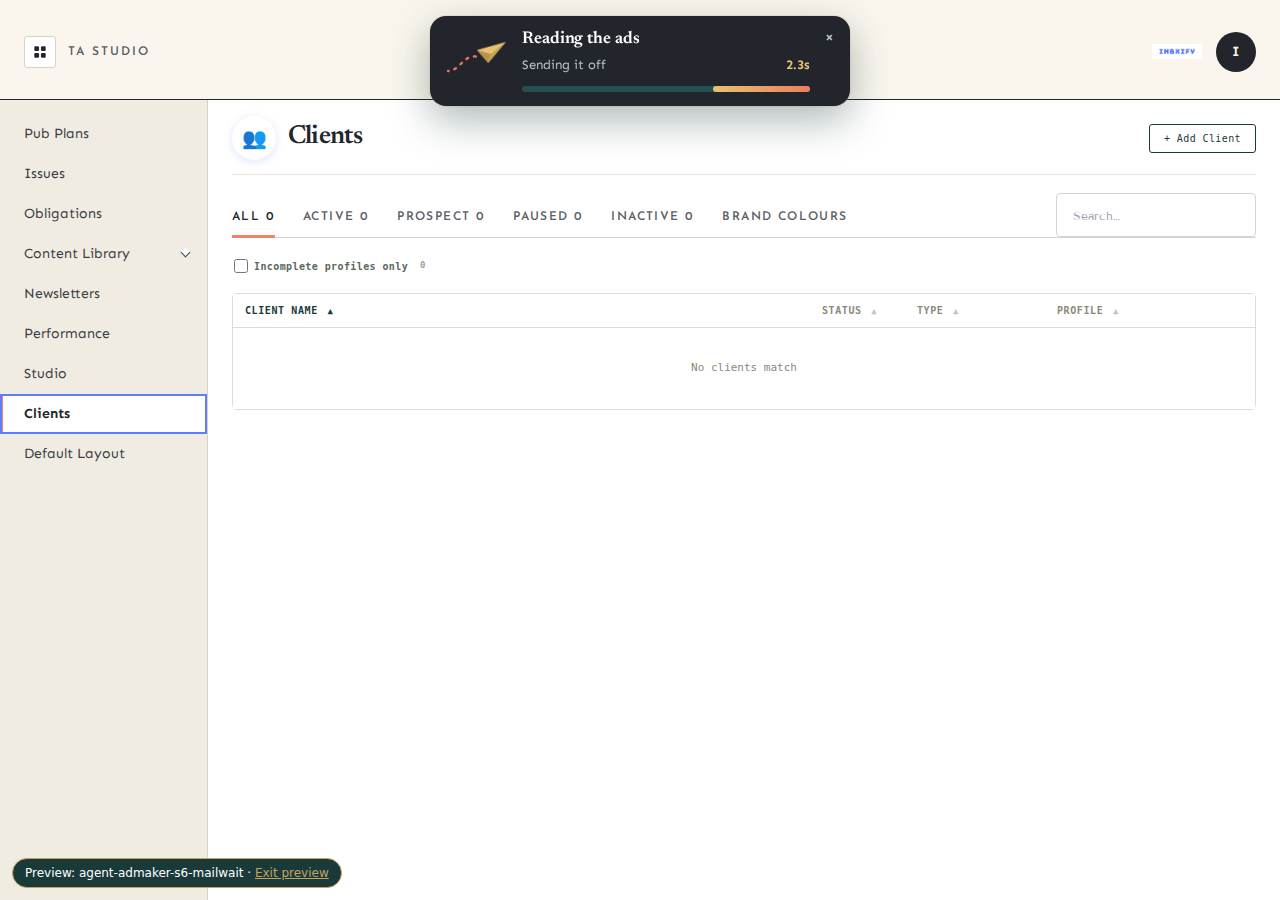 TA STUDIO
Reading the ads
×
Sending it off
2.3s
INBXIFY
I
Pub Plans
Issues
Obligations
Content Library
Newsletters
Performance
Studio
Clients
Default Layout
👥 Clients
+ Add Client
ALL 0 ACTIVE 0 PROSPECT 0 PAUSED 0 INACTIVE 0 BRAND COLOURS
Search…
Incomplete profiles only 0
CLIENT NAME ▲ STATUS ▲ TYPE ▲ PROFILE ▲
No clients match
Preview: agent-admaker-s6-mailwait · Exit preview